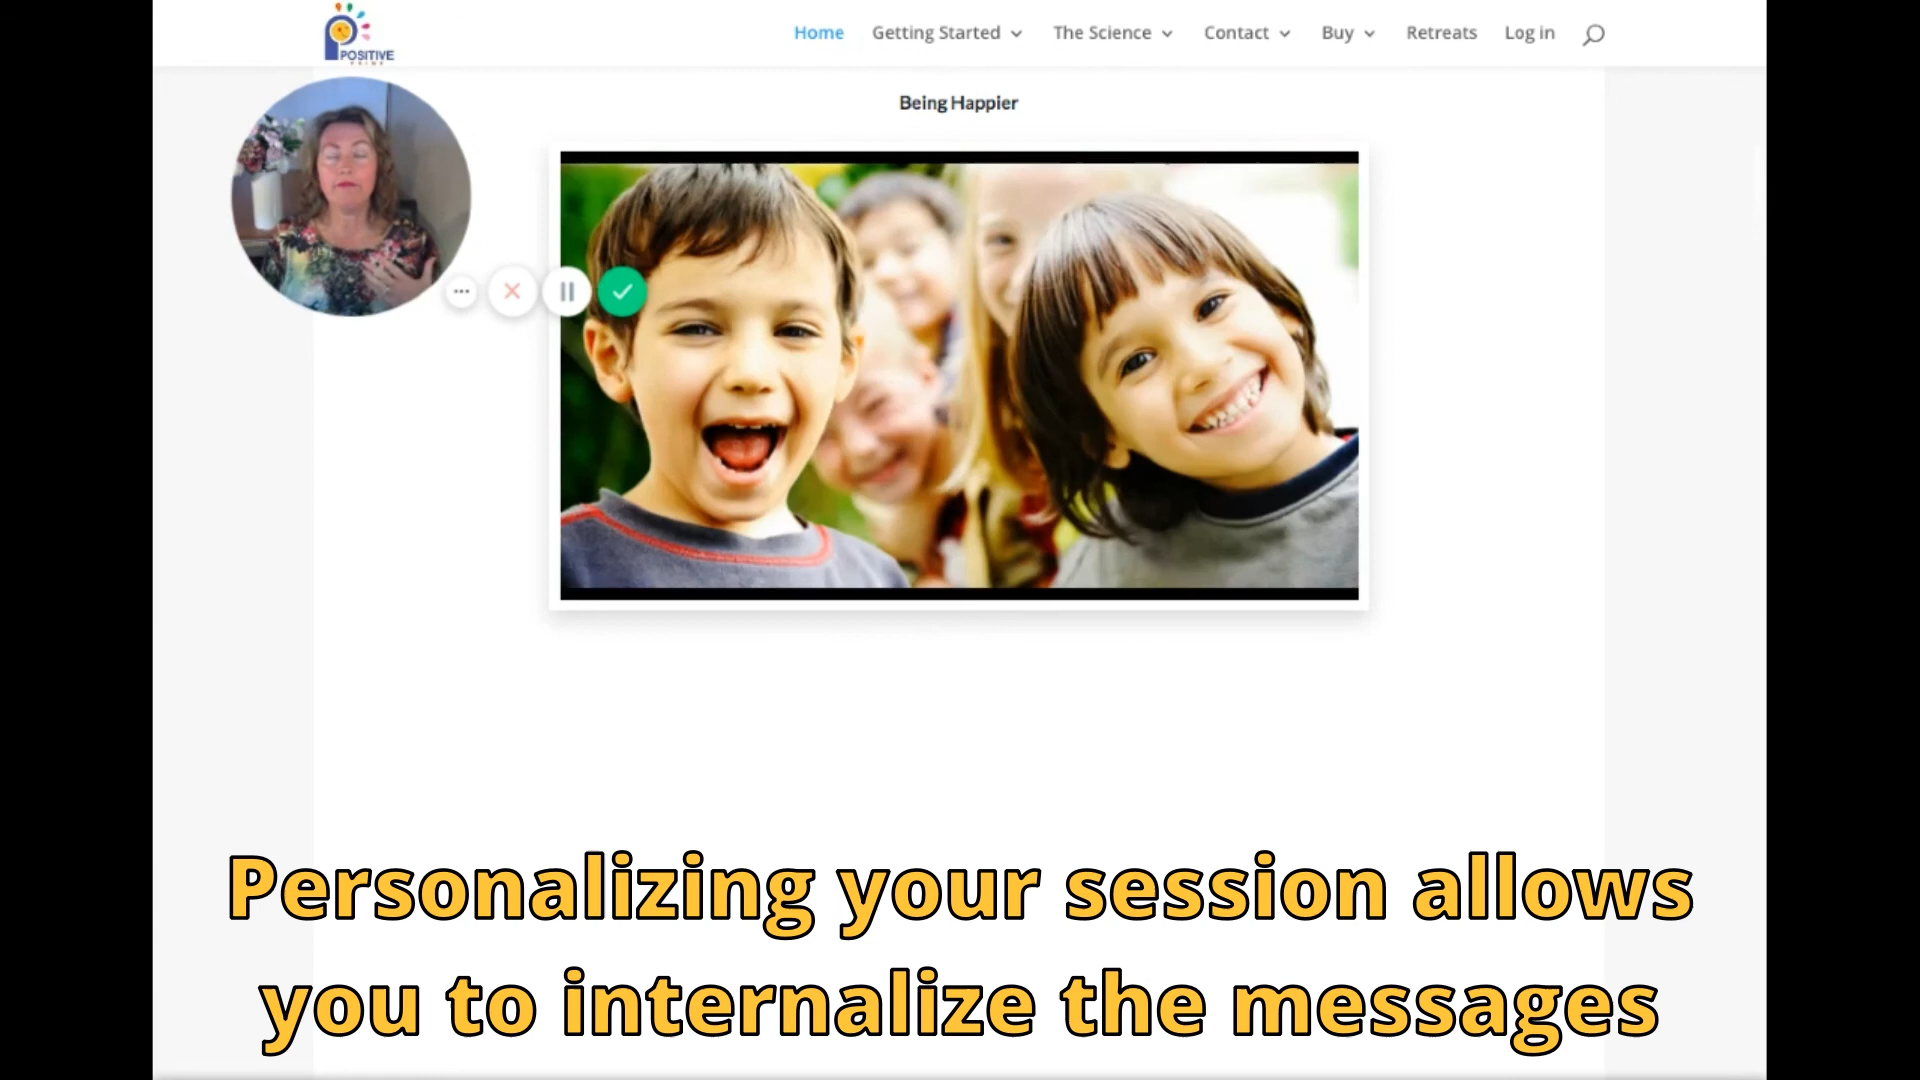 POSITIVE
PRIME
Home
Getting Started
The Science
Contact
Buy
Retreats
Log in
Being Happier
Personalizing your session allows
you to internalize the messages